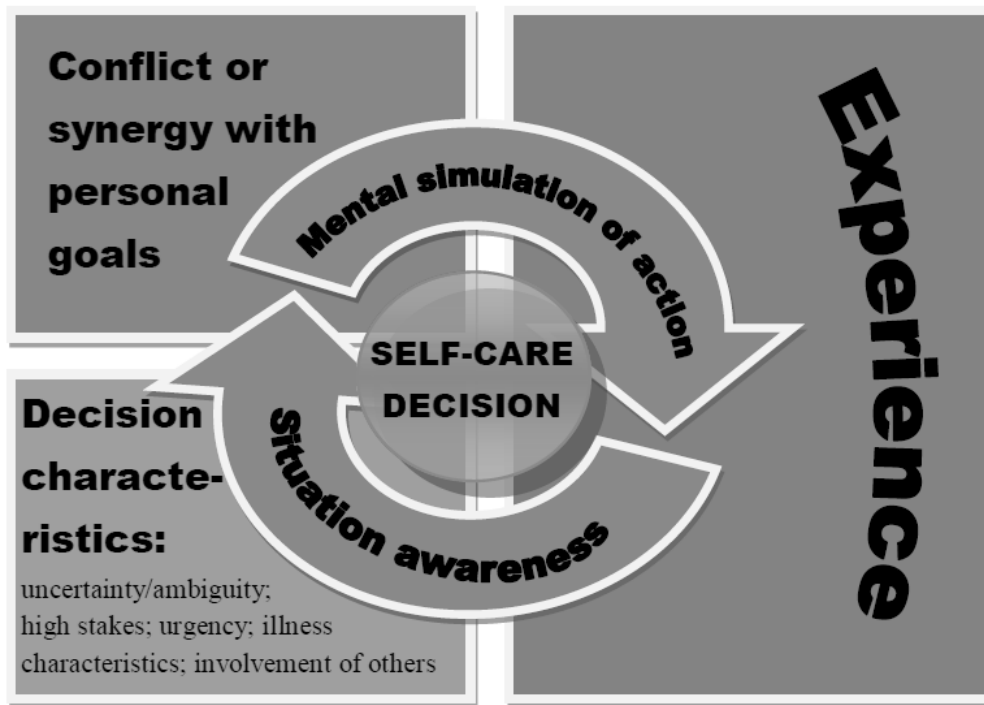 Conflict or
synergy with
personal
goals
Mental simulation of action
Experience
SELF-CARE
DECISION
Situation awareness
Decision
characte-
ristics:
uncertainty/ambiguity;
high stakes; urgency; illness
characteristics; involvement of others